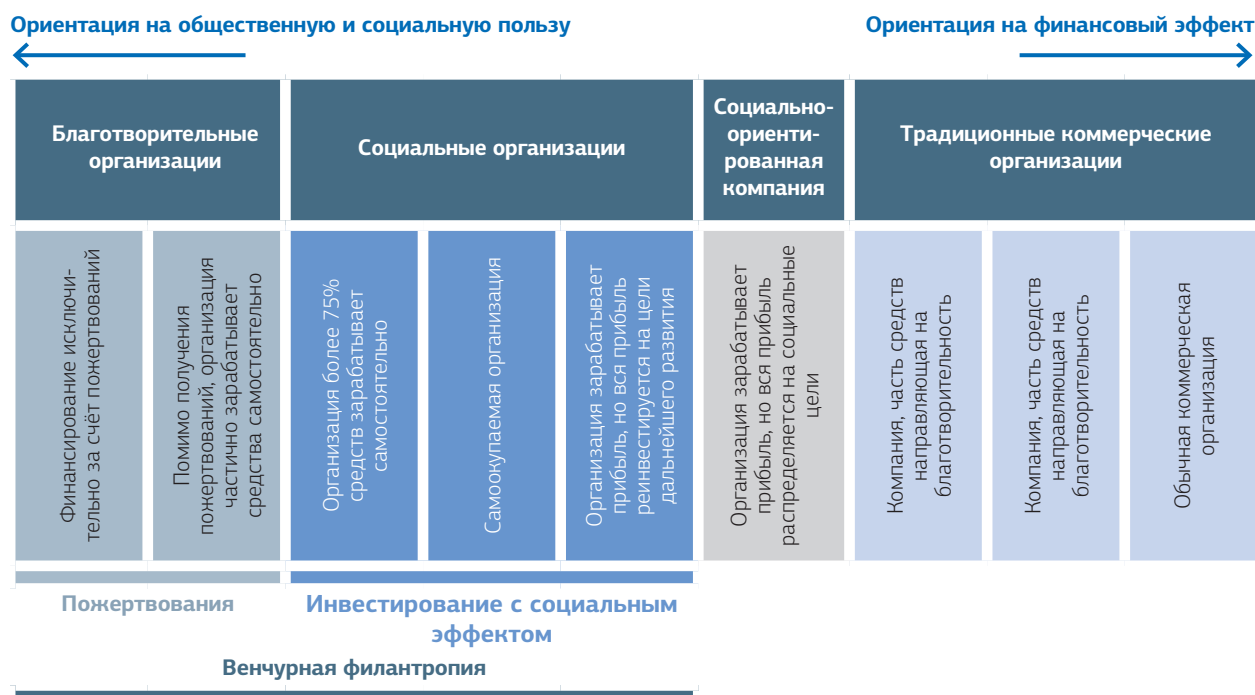 Ориентация на общественную и социальную пользу
Ориентация на финансовый эффект
Благотворительные
организации
Социальные организации
Социально-
ориенти-
рованная
компания
Традиционные коммерческие
организации
Финансирование исключи-
тельно за счёт пожертвований
Помимо получения
пожертвований, организация
частично зарабатывает
средства самостоятельно
Организация более 75%
средств зарабатывает
самостоятельно
Самоокупаемая организация
Организация зарабатывает
прибыль, но вся прибыль
реинвестируется на цели
дальнейшего развития
Организация зарабатывает
прибыль, но вся прибыль
распределяется на социальные
цели
Компания, часть средств
направляющая на
благотворительность
Компания, часть средств
направляющая на
благотворительность
Обычная коммерческая
организация
Пожертвования
Инвестирование с социальным
эффектом
Венчурная филантропия